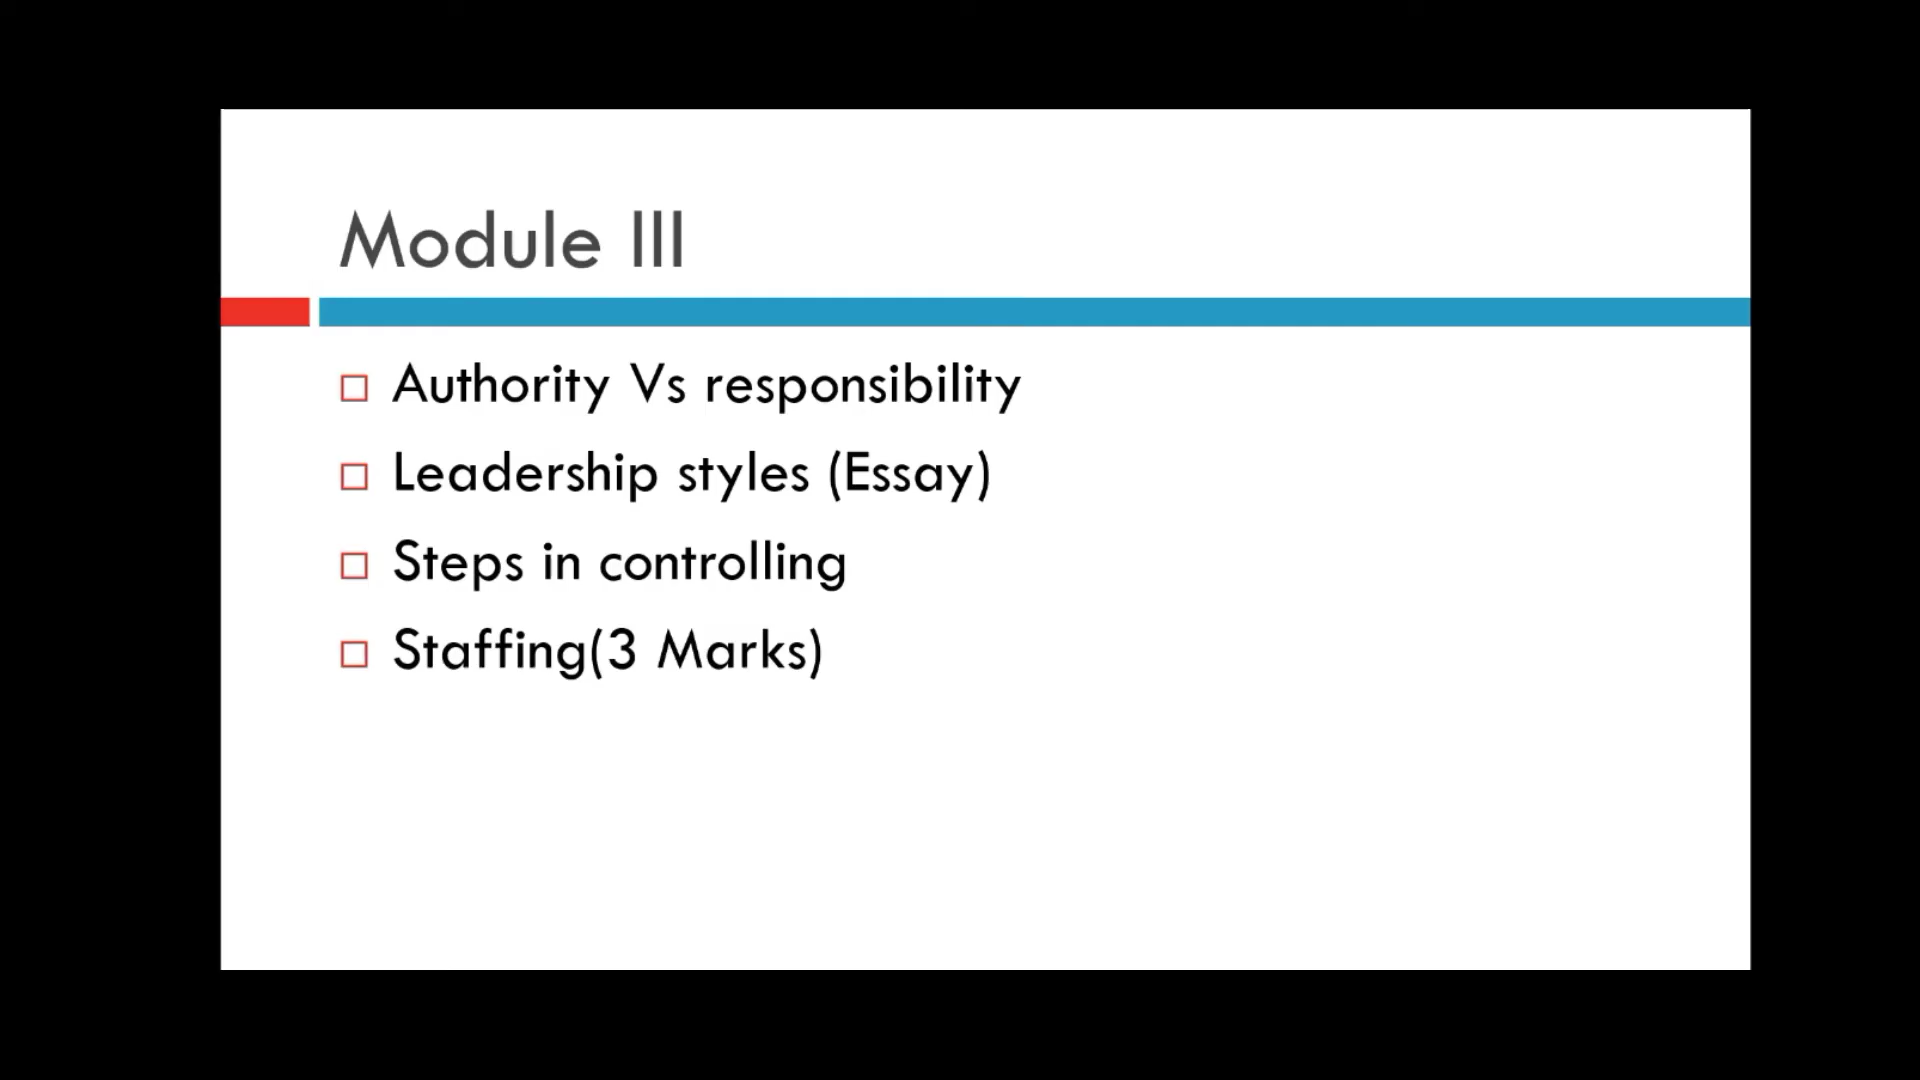 Module III
Authority Vs responsibility
Leadership styles (Essay)
Steps in controlling
Staffing(3 Marks)